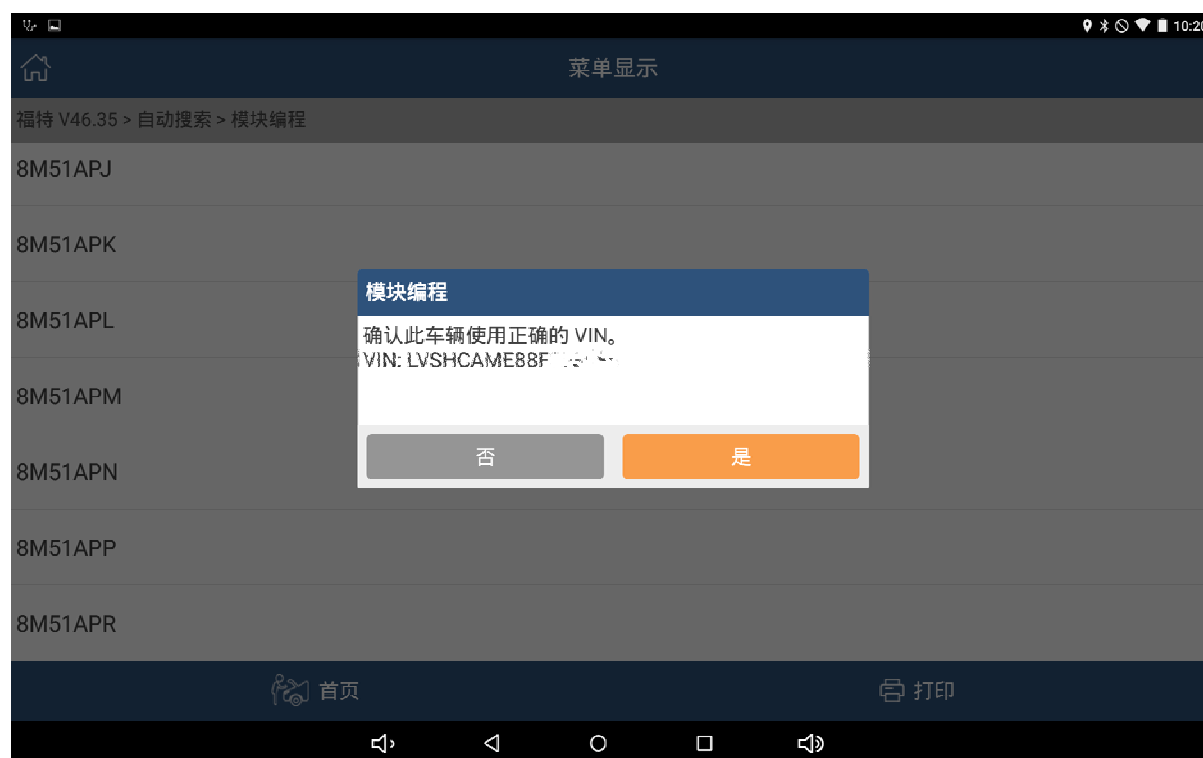 10:20
菜单显示
福特 V46.35 > 自动搜索 > 模块编程
8M51APJ
8M51APK
8M51APL
8M51APM
8M51APN
8M51APP
8M51APR
模块编程
确认此车辆使用正确的 VIN。
VIN: LVSHCAME88F
否
是
首页
打印